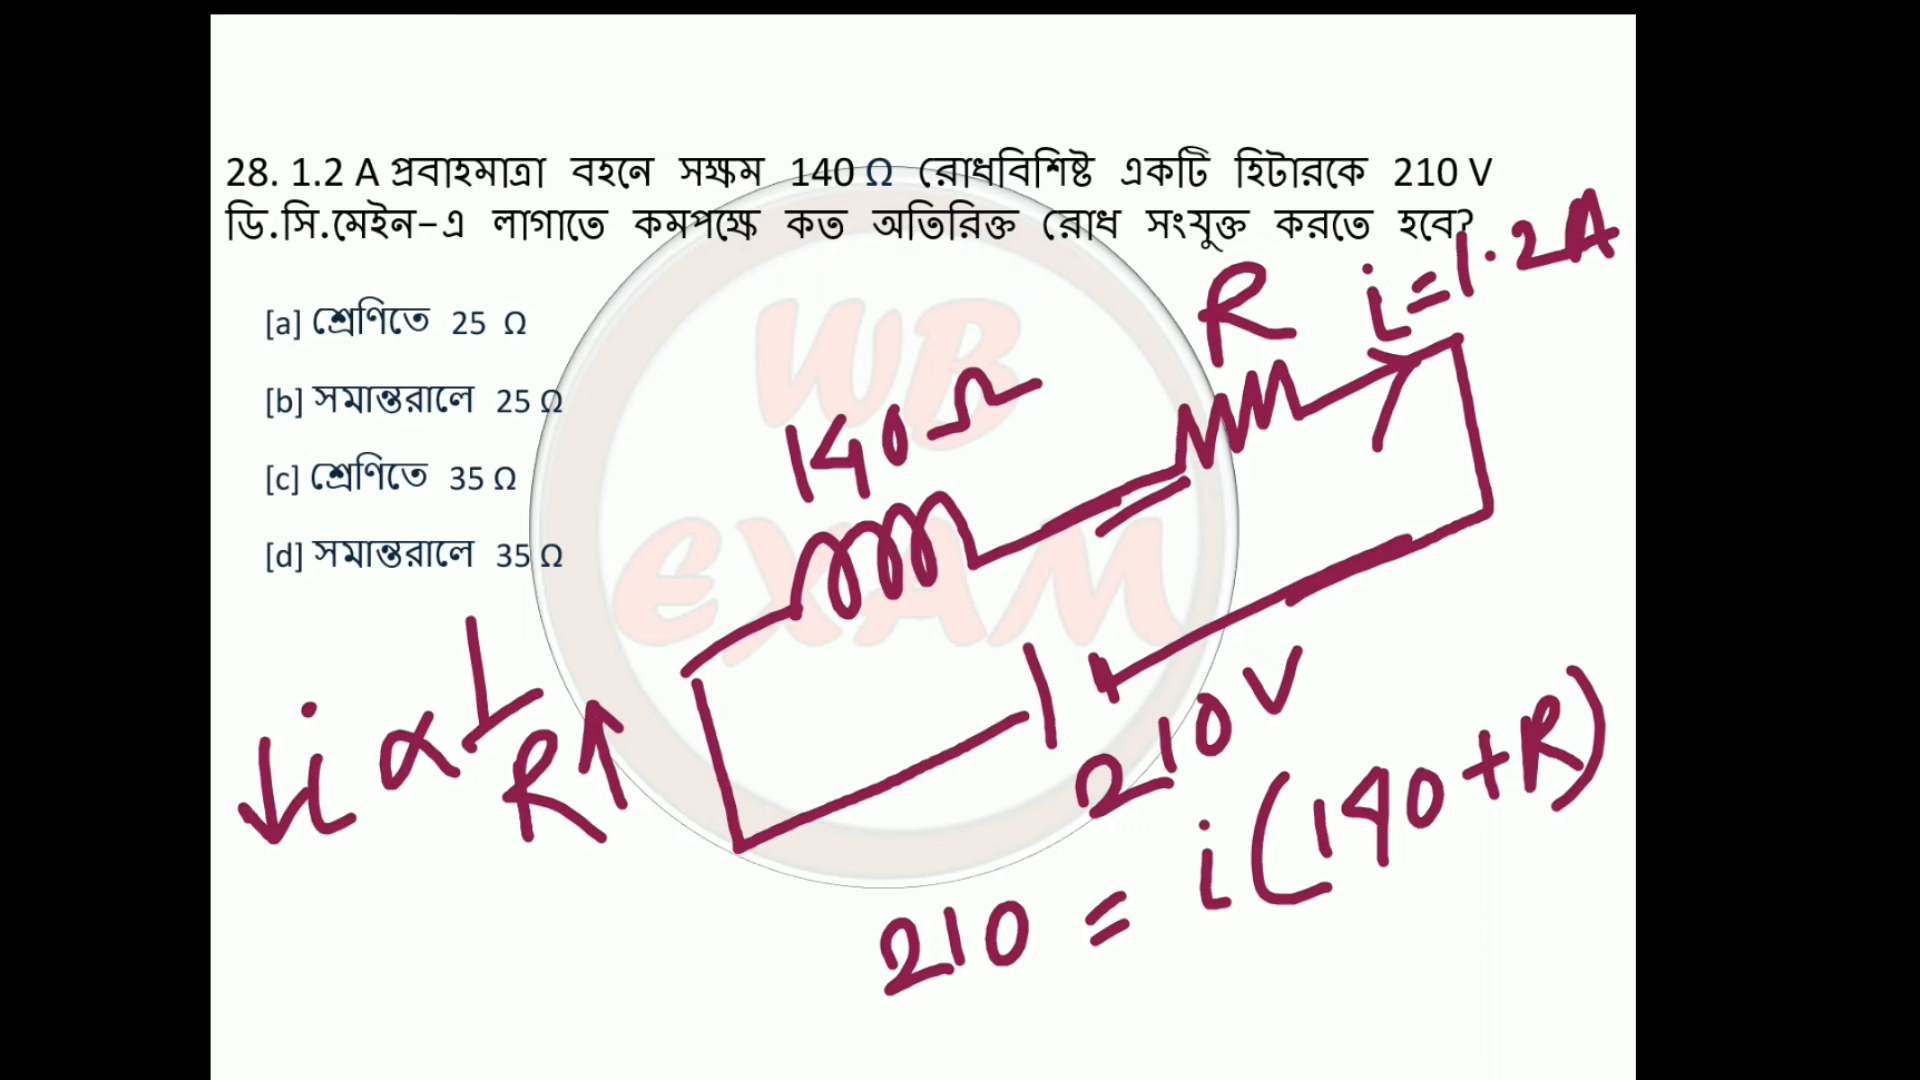 28. 1.2 A প্রবাহমাত্রা বহনে সক্ষম 140 Ω রোধবিশিষ্ট একটি হিটারকে 210 V
ডি.সি.মেইন-এ লাগাতে কমপক্ষে কত অতিরিক্ত রোধ সংযুক্ত করতে হবে?
[a] শ্রেণিতে 25 Ω
[b] সমান্তরালে 25 Ω
[c] শ্রেণিতে 35 Ω
[d] সমান্তরালে 35 Ω
WB
EXAM
R
i=1.2A
140Ω
210V
↓i ∝ 1/R↑
210 = i(140+R)